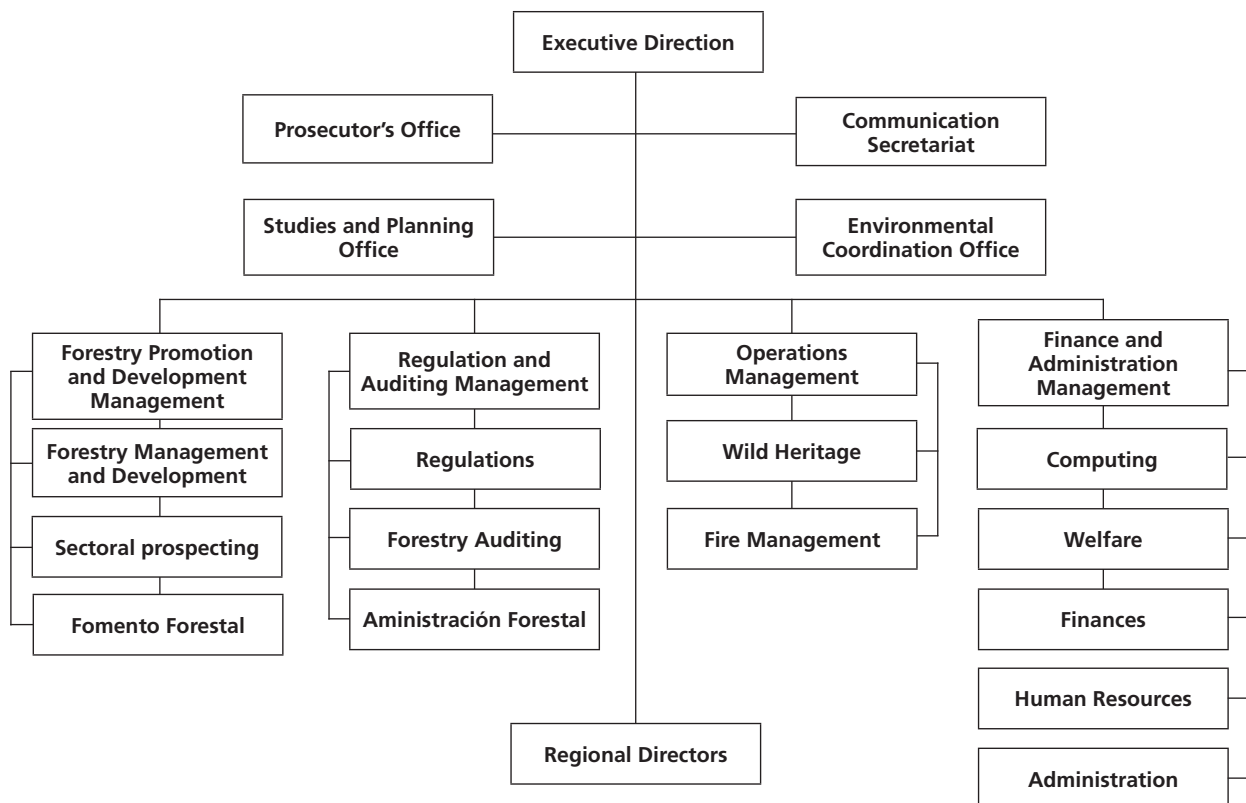 Executive Direction
Prosecutor's Office
Communication
Secretariat
Studies and Planning
Office
Environmental
Coordination Office
Forestry Promotion
and Development
Management
Forestry Management
and Development
Sectoral prospecting
Fomento Forestal
Regulation and
Auditing Management
Regulations
Forestry Auditing
Aministración Forestal
Operations
Management
Wild Heritage
Fire Management
Finance and
Administration
Management
Computing
Welfare
Finances
Human Resources
Administration
Regional Directors